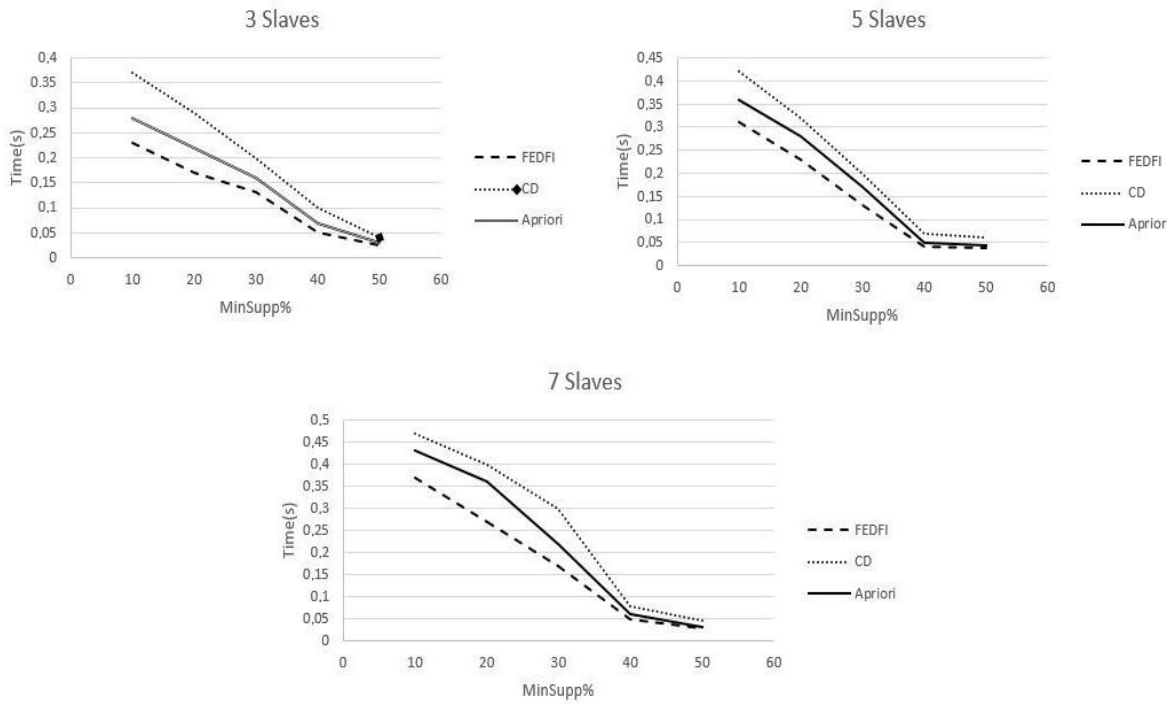 3 Slaves
0,4
0,35
0,3
0,25
0,2
0,15
0,1
0,05
0
Time(s)
0 10 20 30 40 50 60
MinSupp%
FEDFI
CD
Apriori
5 Slaves
0,45
0,4
0,35
0,3
0,25
0,2
0,15
0,1
0,05
0
Time(s)
0 10 20 30 40 50 60
MinSupp%
FEDFI
CD
Aprior
7 Slaves
0,5
0,45
0,4
0,35
0,3
0,25
0,2
0,15
0,1
0,05
0
Time(s)
0 10 20 30 40 50 60
MinSupp%
FEDFI
CD
Apriori